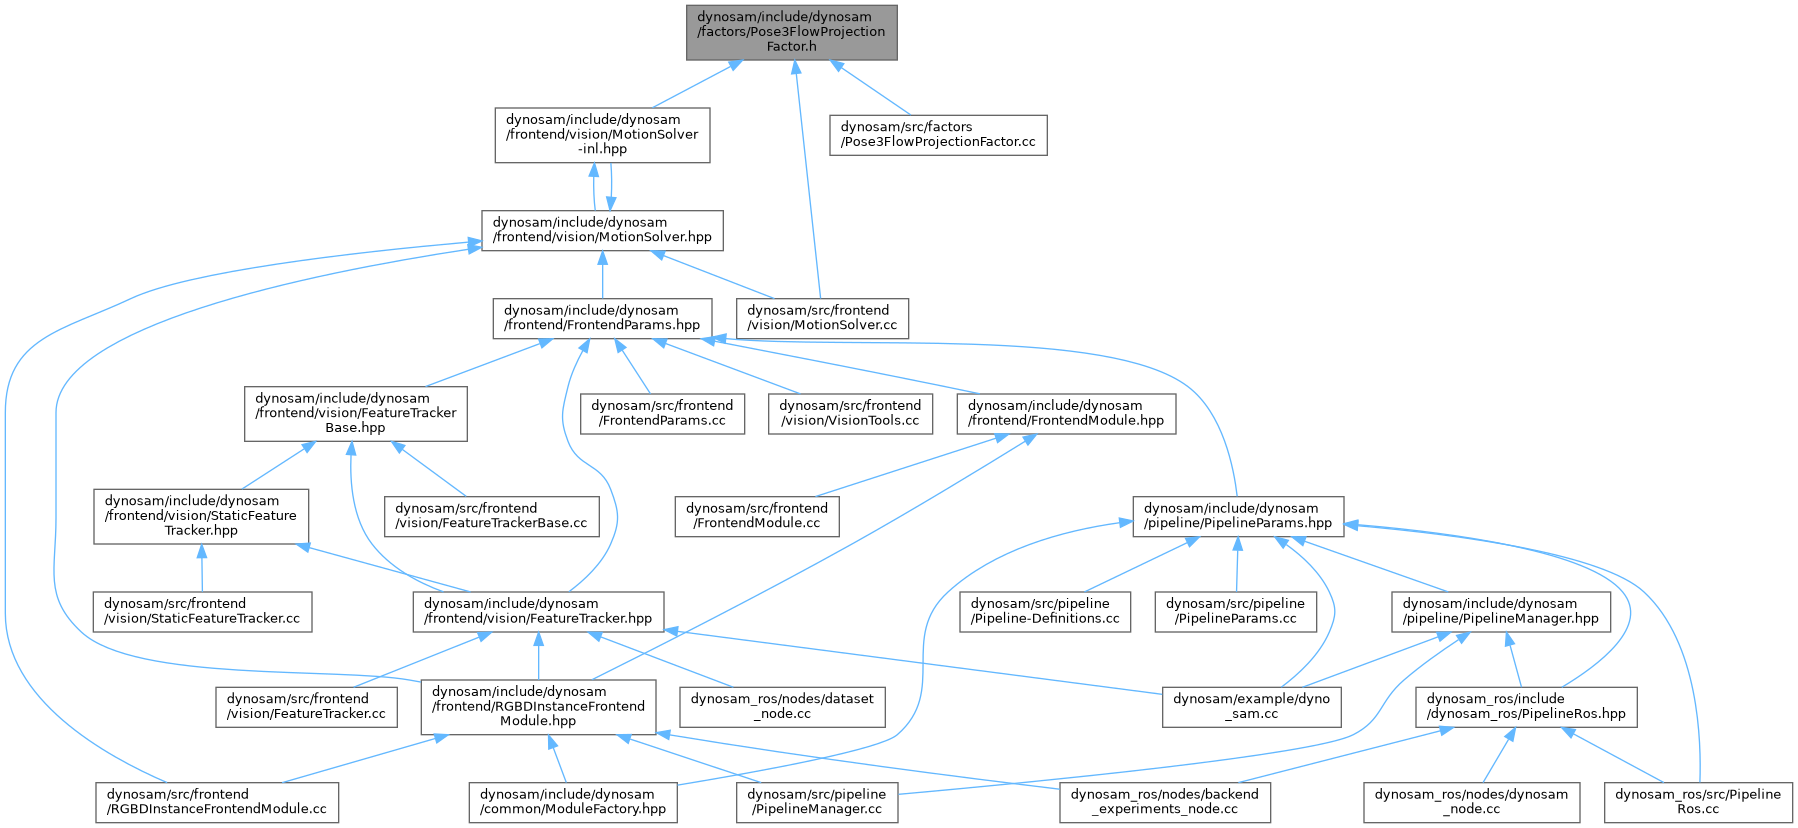 dynosam/include/dynosam
/factors/Pose3FlowProjection
Factor.h
dynosam/include/dynosam
/frontend/vision/MotionSolver
-inl.hpp
dynosam/src/factors
/Pose3FlowProjectionFactor.cc
dynosam/include/dynosam
/frontend/vision/MotionSolver.hpp
dynosam/include/dynosam
/frontend/FrontendParams.hpp
dynosam/src/frontend
/vision/MotionSolver.cc
dynosam/include/dynosam
/frontend/vision/FeatureTracker
Base.hpp
dynosam/src/frontend
/FrontendParams.cc
dynosam/src/frontend
/vision/VisionTools.cc
dynosam/include/dynosam
/frontend/FrontendModule.hpp
dynosam/include/dynosam
/frontend/vision/StaticFeature
Tracker.hpp
dynosam/src/frontend
/vision/FeatureTrackerBase.cc
dynosam/src/frontend
/FrontendModule.cc
dynosam/include/dynosam
/pipeline/PipelineParams.hpp
dynosam/src/frontend
/vision/StaticFeatureTracker.cc
dynosam/include/dynosam
/frontend/vision/FeatureTracker.hpp
dynosam/src/pipeline
/Pipeline-Definitions.cc
dynosam/src/pipeline
/PipelineParams.cc
dynosam/include/dynosam
/pipeline/PipelineManager.hpp
dynosam/src/frontend
/vision/FeatureTracker.cc
dynosam/include/dynosam
/frontend/RGBDInstanceFrontend
Module.hpp
dynosam_ros/nodes/dataset
_node.cc
dynosam/example/dyno
_sam.cc
dynosam_ros/include
/dynosam_ros/PipelineRos.hpp
dynosam/src/frontend
/RGBDInstanceFrontendModule.cc
dynosam/include/dynosam
/common/ModuleFactory.hpp
dynosam/src/pipeline
/PipelineManager.cc
dynosam_ros/nodes/backend
_experiments_node.cc
dynosam_ros/nodes/dynosam
_node.cc
dynosam_ros/src/Pipeline
Ros.cc